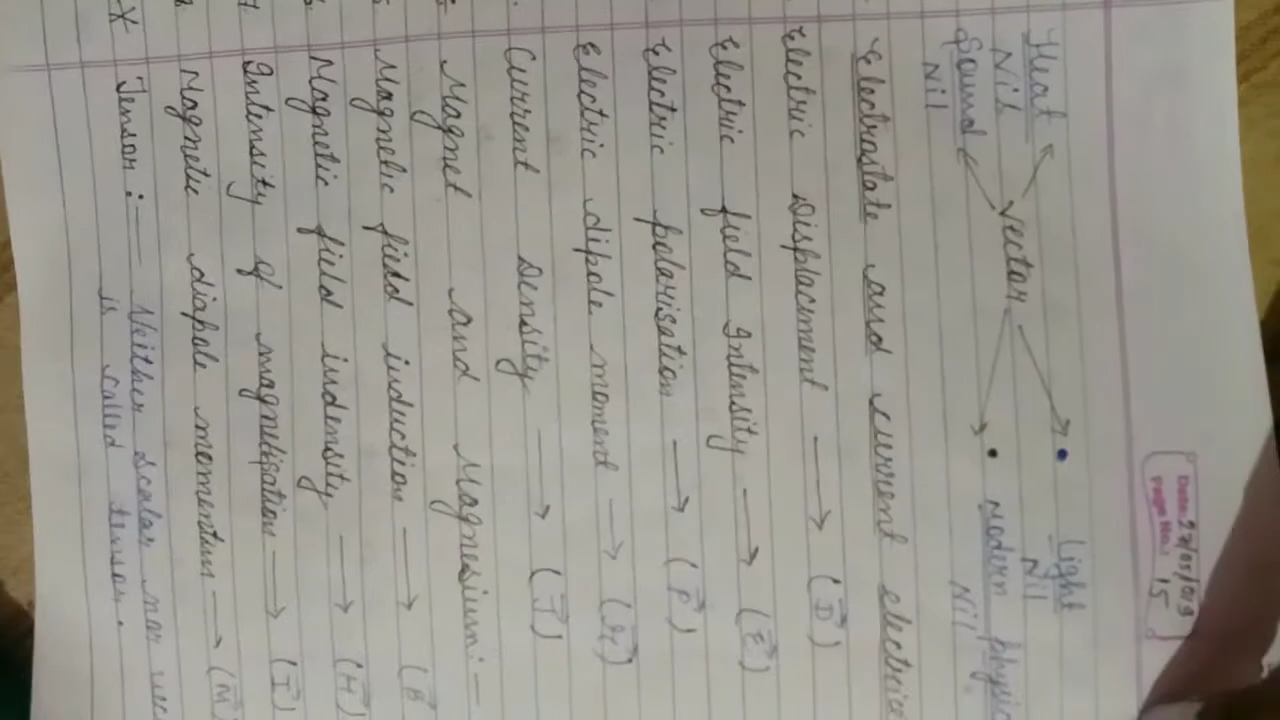 Date: 27/05/019
Page No.: 15
Heat
Nil
Light
Nil
Vector
Sound
Nil
Modern physic
Nil
Electrostate and current electrici
Electric Displacement → (D⃗)
Electric field Intensity → (E⃗)
Electric polarisation → (P⃗)
Electric dipole moment →
Current Density → (J⃗)
Magnet and Magnesium:-
Magnetic field induction → (B
Magnetic field indensity → (H⃗)
Intensity of magnetisation → (I⃗)
Magnetic diapole momentum → (M⃗)
* Tensor :— Neither scalar nor vec
is called tensor.